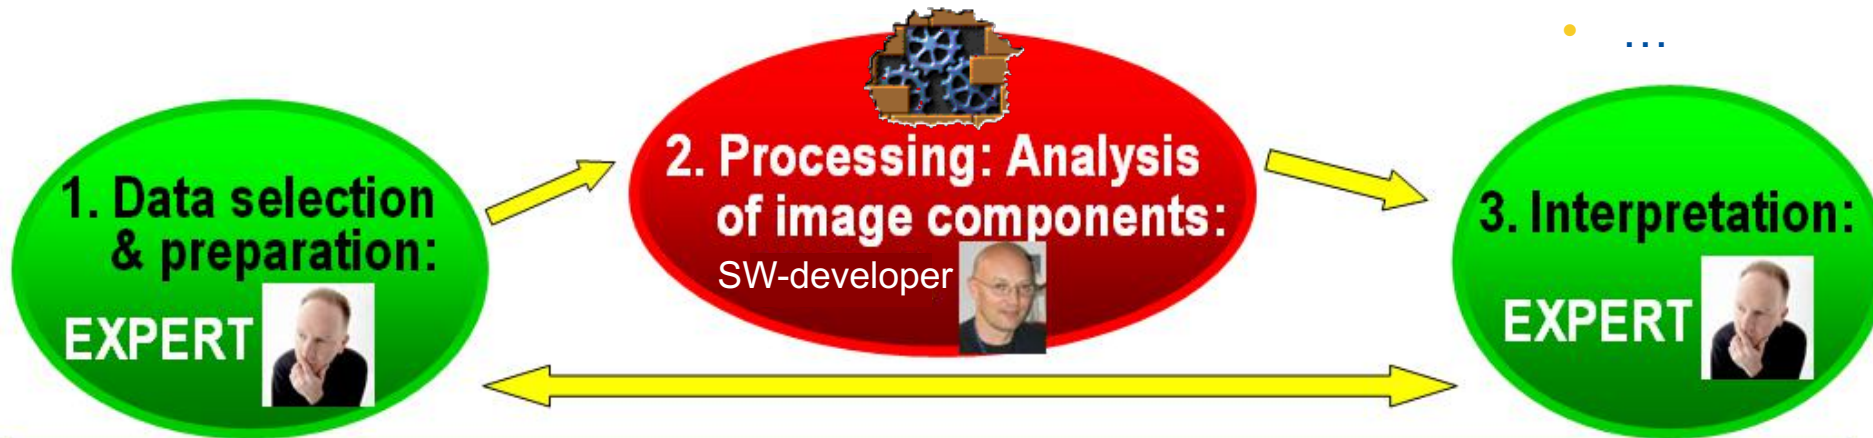 1. Data selection
& preparation:
EXPERT
2. Processing: Analysis
of image components:
SW-developer
• ...
3. Interpretation:
EXPERT